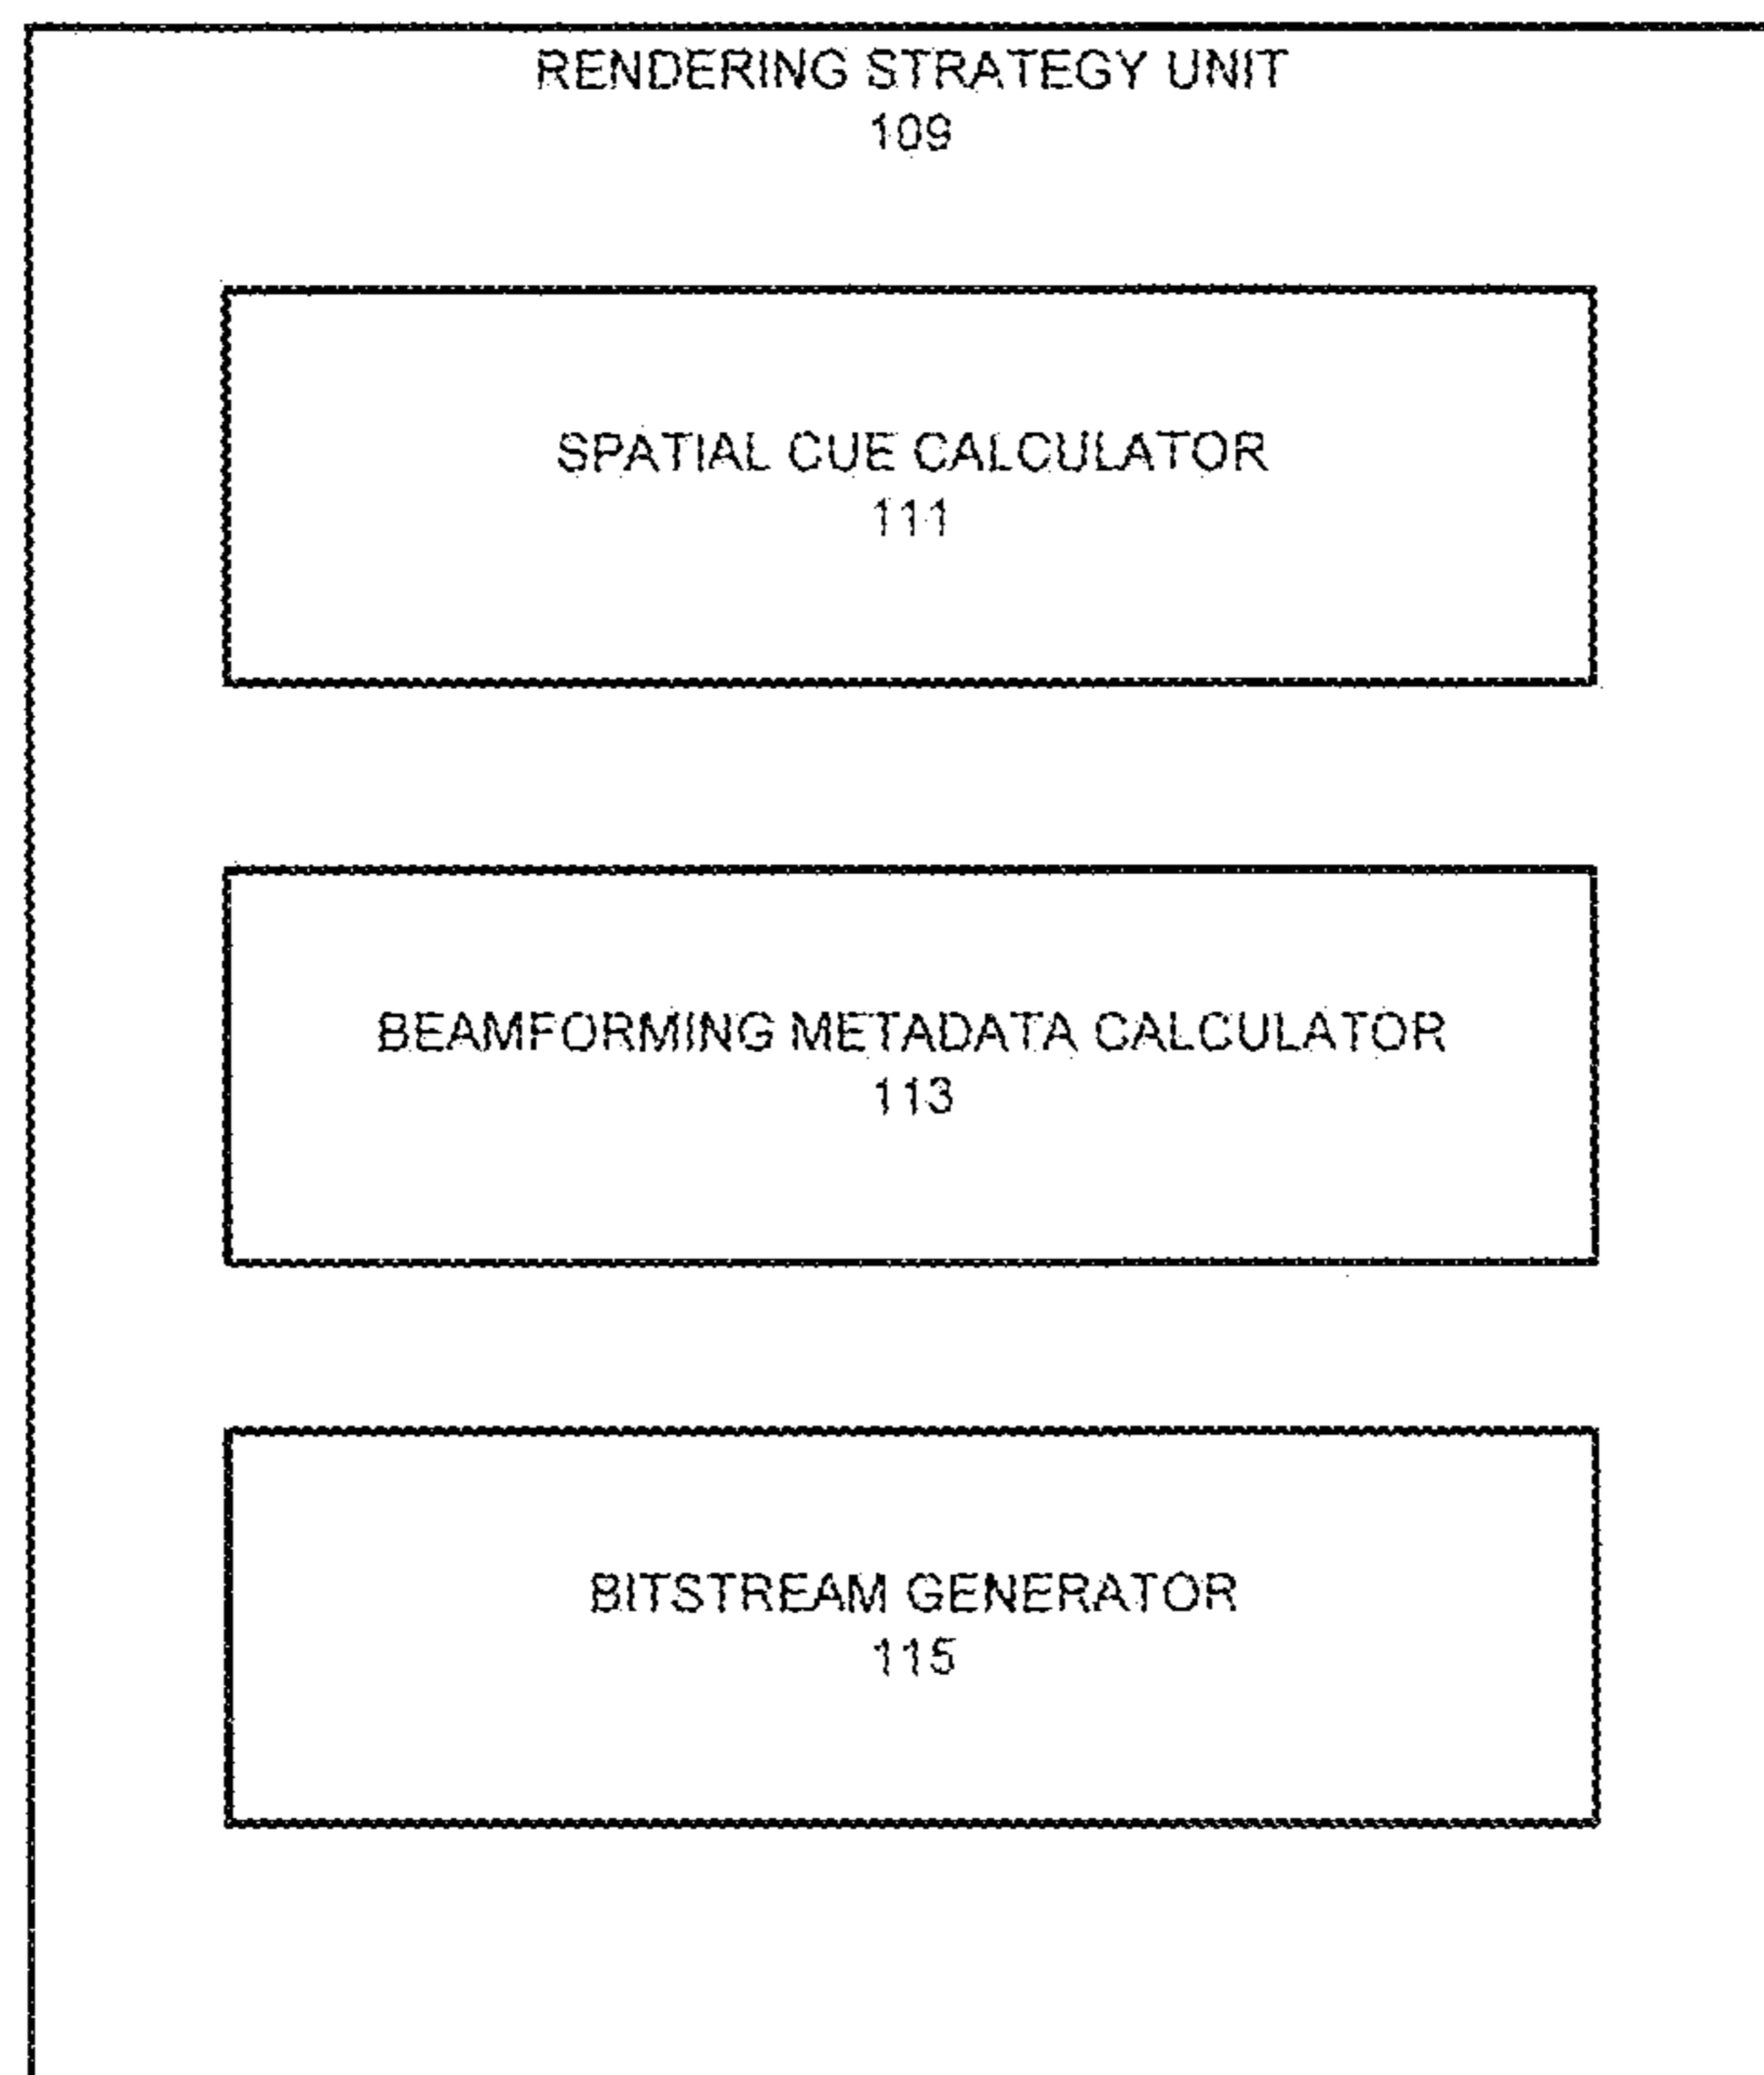 RENDERING STRATEGY UNIT
109
SPATIAL CUE CALCULATOR
111
BEAMFORMING METADATA CALCULATOR
113
BITSTREAM GENERATOR
115